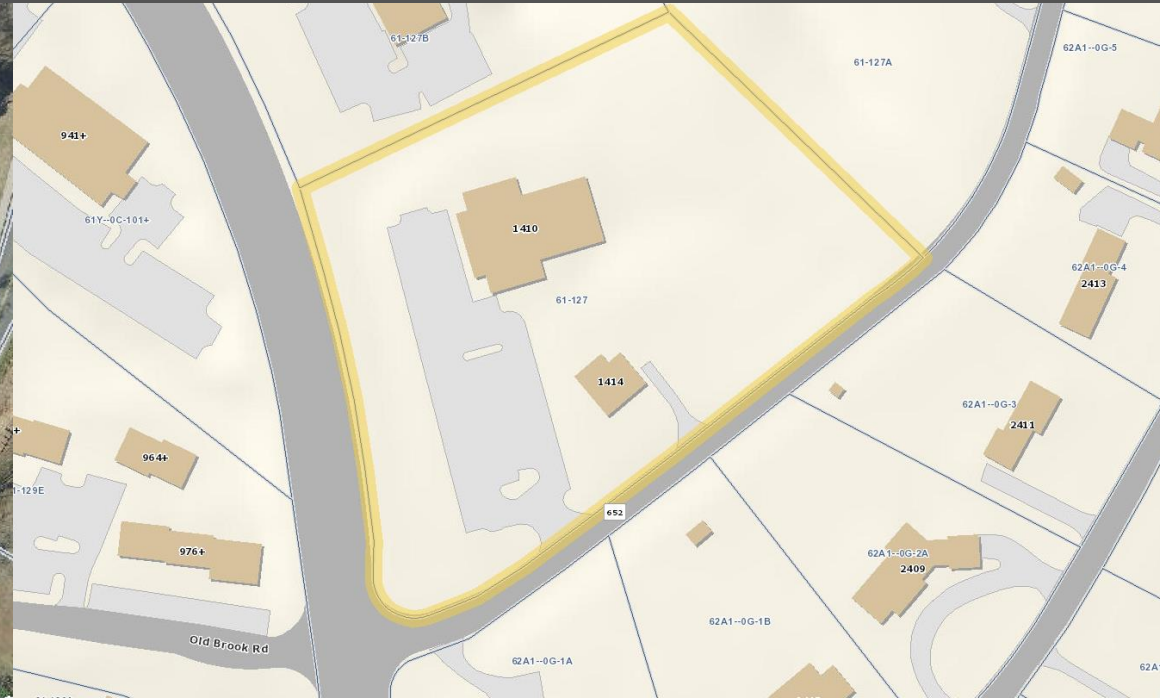 61-127B
62A1--0G-5
61-127A
941+
61Y--0C-101+
1410
62A1--0G-4
2413
61-127
1414
62A1--0G-3
2411
+
964+
1-129E
652
976+
62A1--0G-2A
2409
Old Brook Rd
62A1--0G-1B
62A1--0G-1A
62A1